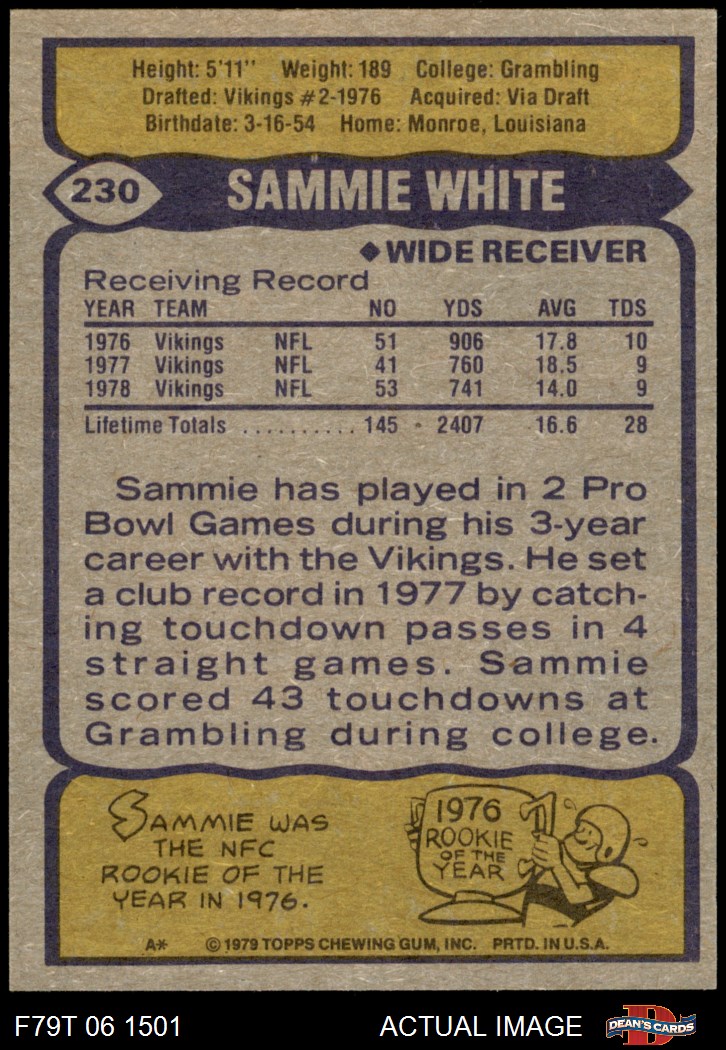 Height: 5'11" Weight: 189 College: Grambling
Drafted: Vikings #2-1976 Acquired: Via Draft
Birthdate: 3-16-54 Home: Monroe, Louisiana
230 SAMMIE WHITE
◆ WIDE RECEIVER
Receiving Record
YEAR TEAM NO YDS AVG TDS
1976 Vikings NFL 51 906 17.8 10
1977 Vikings NFL 41 760 18.5 9
1978 Vikings NFL 53 741 14.0 9
Lifetime Totals .......... 145 2407 16.6 28
Sammie has played in 2 Pro
Bowl Games during his 3-year
career with the Vikings. He set
a club record in 1977 by catch-
ing touchdown passes in 4
straight games. Sammie
scored 43 touchdowns at
Grambling during college.
SAMMIE WAS
THE NFC
ROOKIE OF THE
YEAR IN 1976.
1976
ROOKIE
OF THE
YEAR
A* © 1979 TOPPS CHEWING GUM, INC. PRTD. IN U.S.A.
F79T 06 1501 ACTUAL IMAGE D DEAN'S CARDS